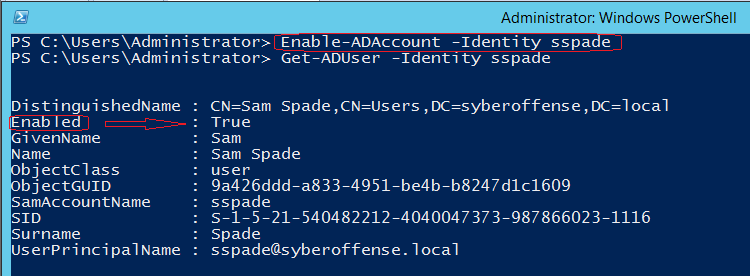 Administrator: Windows PowerShell
PS C:\Users\Administrator> Enable-ADAccount -Identity sspade
PS C:\Users\Administrator> Get-ADUser -Identity sspade
DistinguishedName : CN=Sam Spade,CN=Users,DC=syberoffense,DC=local
Enabled : True
GivenName : Sam
Name : Sam Spade
ObjectClass : user
ObjectGUID : 9a426ddd-a833-4951-be4b-b8247d1c1609
SamAccountName : sspade
SID : S-1-5-21-540482212-4040047373-987866023-1116
Surname : Spade
UserPrincipalName : sspade@syberoffense.local